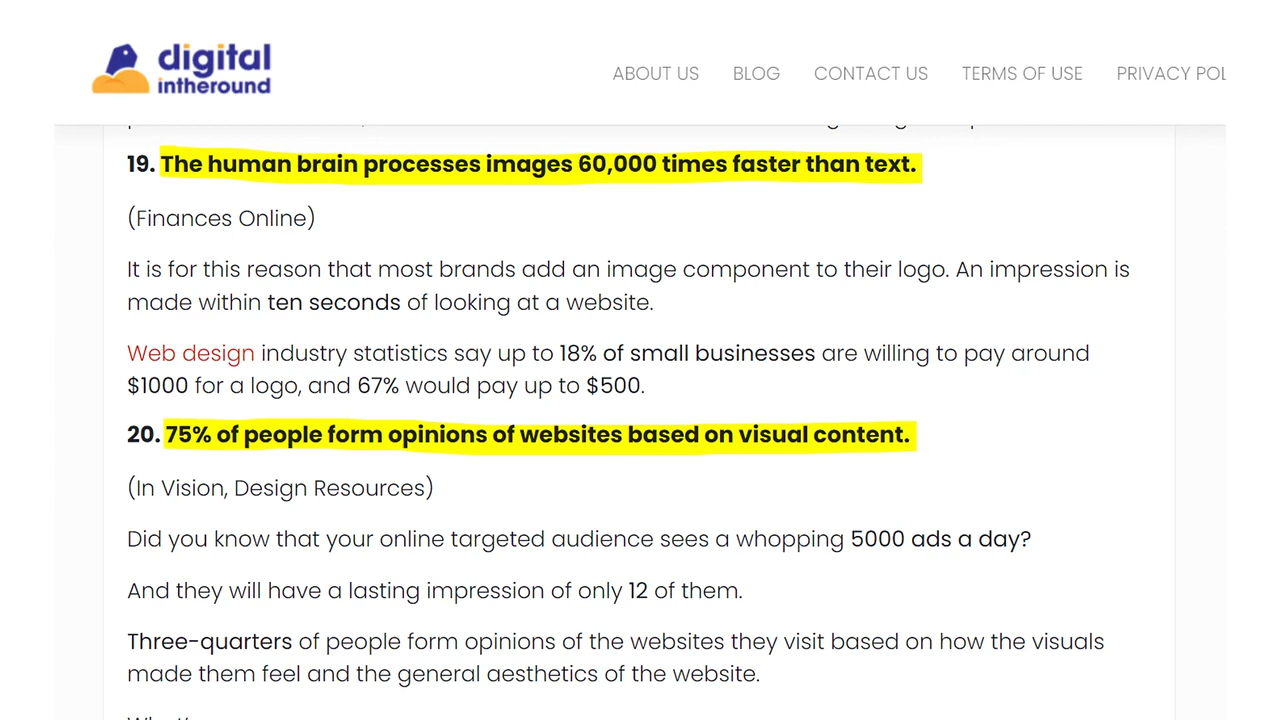 digital
intheround
ABOUT US
BLOG
CONTACT US
TERMS OF USE
PRIVACY POL
19. The human brain processes images 60,000 times faster than text.
(Finances Online)
It is for this reason that most brands add an image component to their logo. An impression is
made within ten seconds of looking at a website.
Web design industry statistics say up to 18% of small businesses are willing to pay around
$1000 for a logo, and 67% would pay up to $500.
20. 75% of people form opinions of websites based on visual content.
(In Vision, Design Resources)
Did you know that your online targeted audience sees a whopping 5000 ads a day?
And they will have a lasting impression of only 12 of them.
Three-quarters of people form opinions of the websites they visit based on how the visuals
made them feel and the general aesthetics of the website.